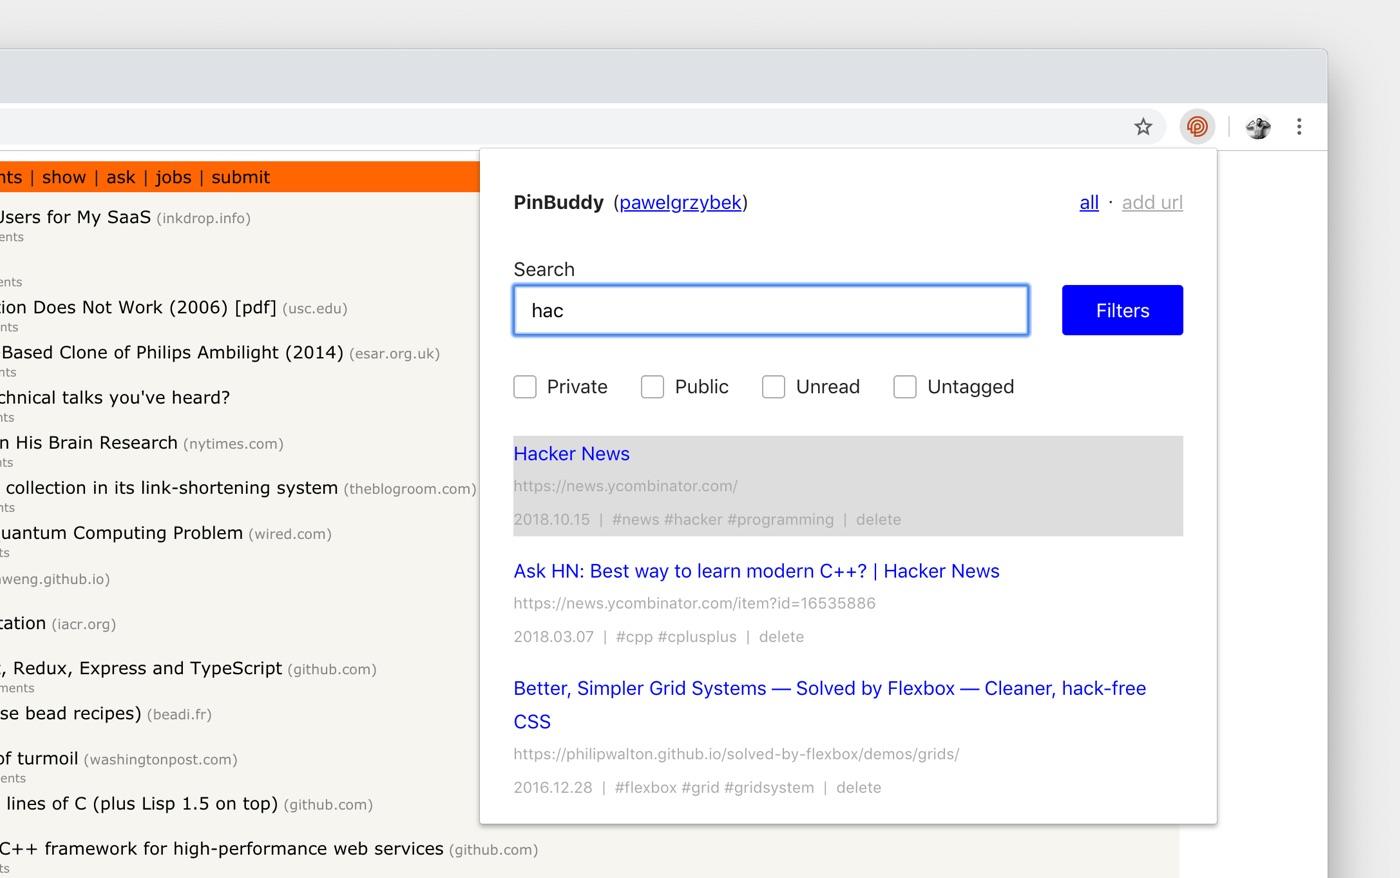 nts | show | ask | jobs | submit
Users for My SaaS (inkdrop.info)
ents
ents
tion Does Not Work (2006) [pdf] (usc.edu)
nts
-Based Clone of Philips Ambilight (2014) (esar.org.uk)
nts
chnical talks you've heard?
nts
n His Brain Research (nytimes.com)
nts
collection in its link-shortening system (theblogroom.com)
nts
uantum Computing Problem (wired.com)
ts
weng.github.io)
tation (iacr.org)
, Redux, Express and TypeScript (github.com)
ments
se bead recipes) (beadi.fr)
of turmoil (washingtonpost.com)
ents
lines of C (plus Lisp 1.5 on top) (github.com)
C++ framework for high-performance web services (github.com)
ts
PinBuddy (pawelgrzybek)
all · add url
Search
hac
Filters
Private Public Unread Untagged
Hacker News
https://news.ycombinator.com/
2018.10.15 | #news #hacker #programming | delete
Ask HN: Best way to learn modern C++? | Hacker News
https://news.ycombinator.com/item?id=16535886
2018.03.07 | #cpp #cplusplus | delete
Better, Simpler Grid Systems — Solved by Flexbox — Cleaner, hack-free
CSS
https://philipwalton.github.io/solved-by-flexbox/demos/grids/
2016.12.28 | #flexbox #grid #gridsystem | delete